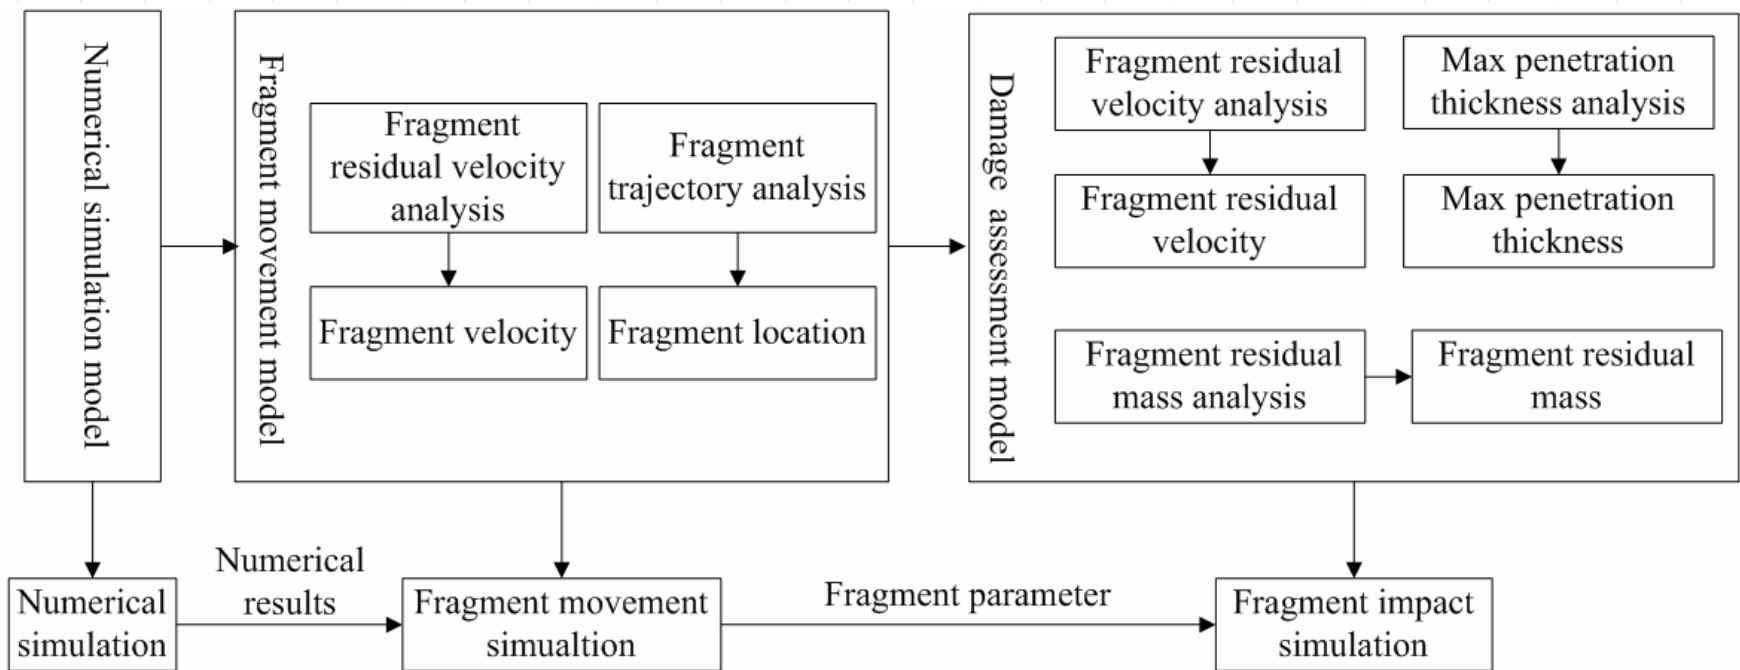 Numerical simulation model
Fragment movement model
Fragment
residual velocity
analysis
Fragment
trajectory analysis
Fragment velocity
Fragment location
Damage assessment model
Fragment residual
velocity analysis
Max penetration
thickness analysis
Fragment residual
velocity
Max penetration
thickness
Fragment residual
mass analysis
Fragment residual
mass
Numerical
simulation
Numerical
results
Fragment movement
simualtion
Fragment parameter
Fragment impact
simulation